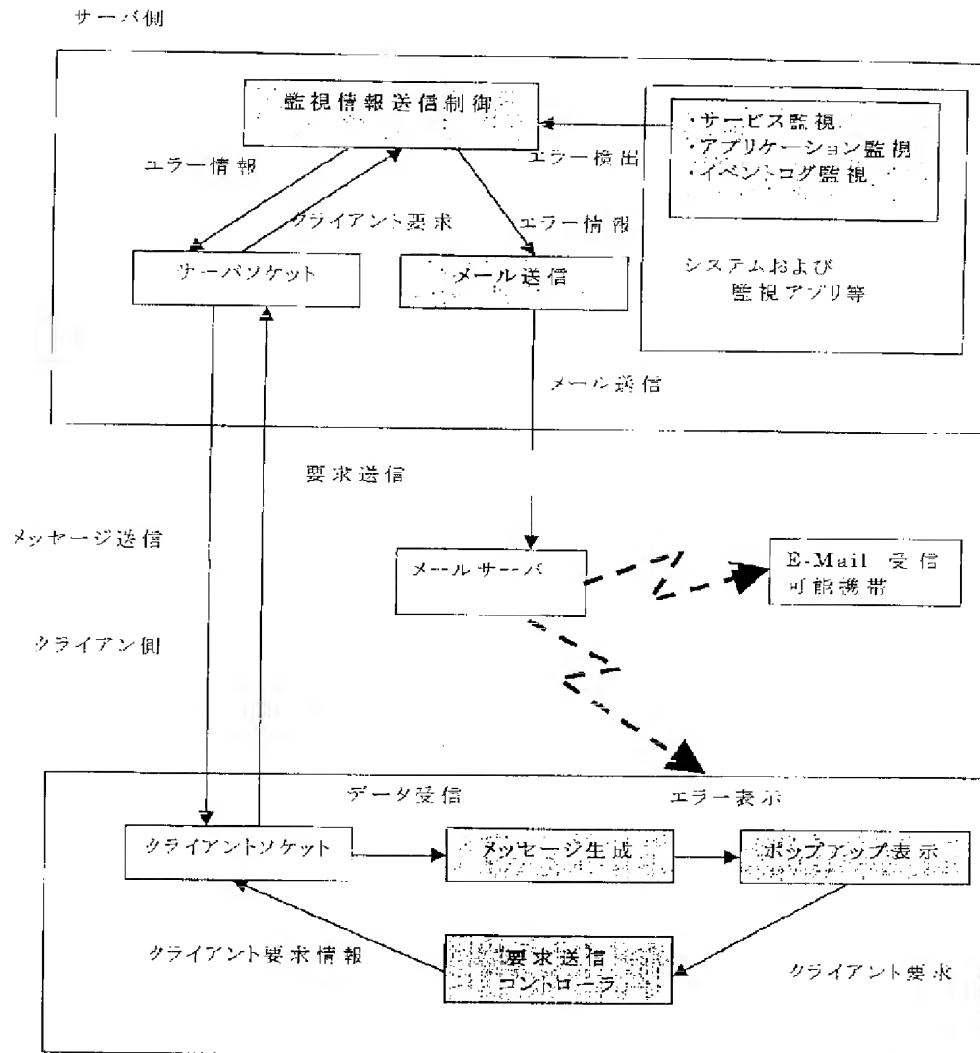 サーバ側
監視情報送信制御
・サービス監視
・アプリケーション監視
・イベントログ監視
エラー情報
エラー検出
クライアント要求
エラー情報
サーバソケット
メール送信
システムおよび
監視アプリ等
メール送信
要求送信
メッセージ送信
メールサーバ
E-Mail 受信
可能機帯
クライアン側
データ受信
エラー表示
クライアントソケット
メッセージ生成
ポップアップ表示
クライアント要求情報
要求送信
コントローラ
クライアント要求